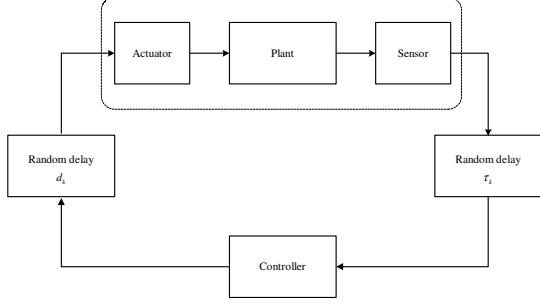 Actuator
Plant
Sensor
Random delay
d_k
Random delay
τ_k
Controller